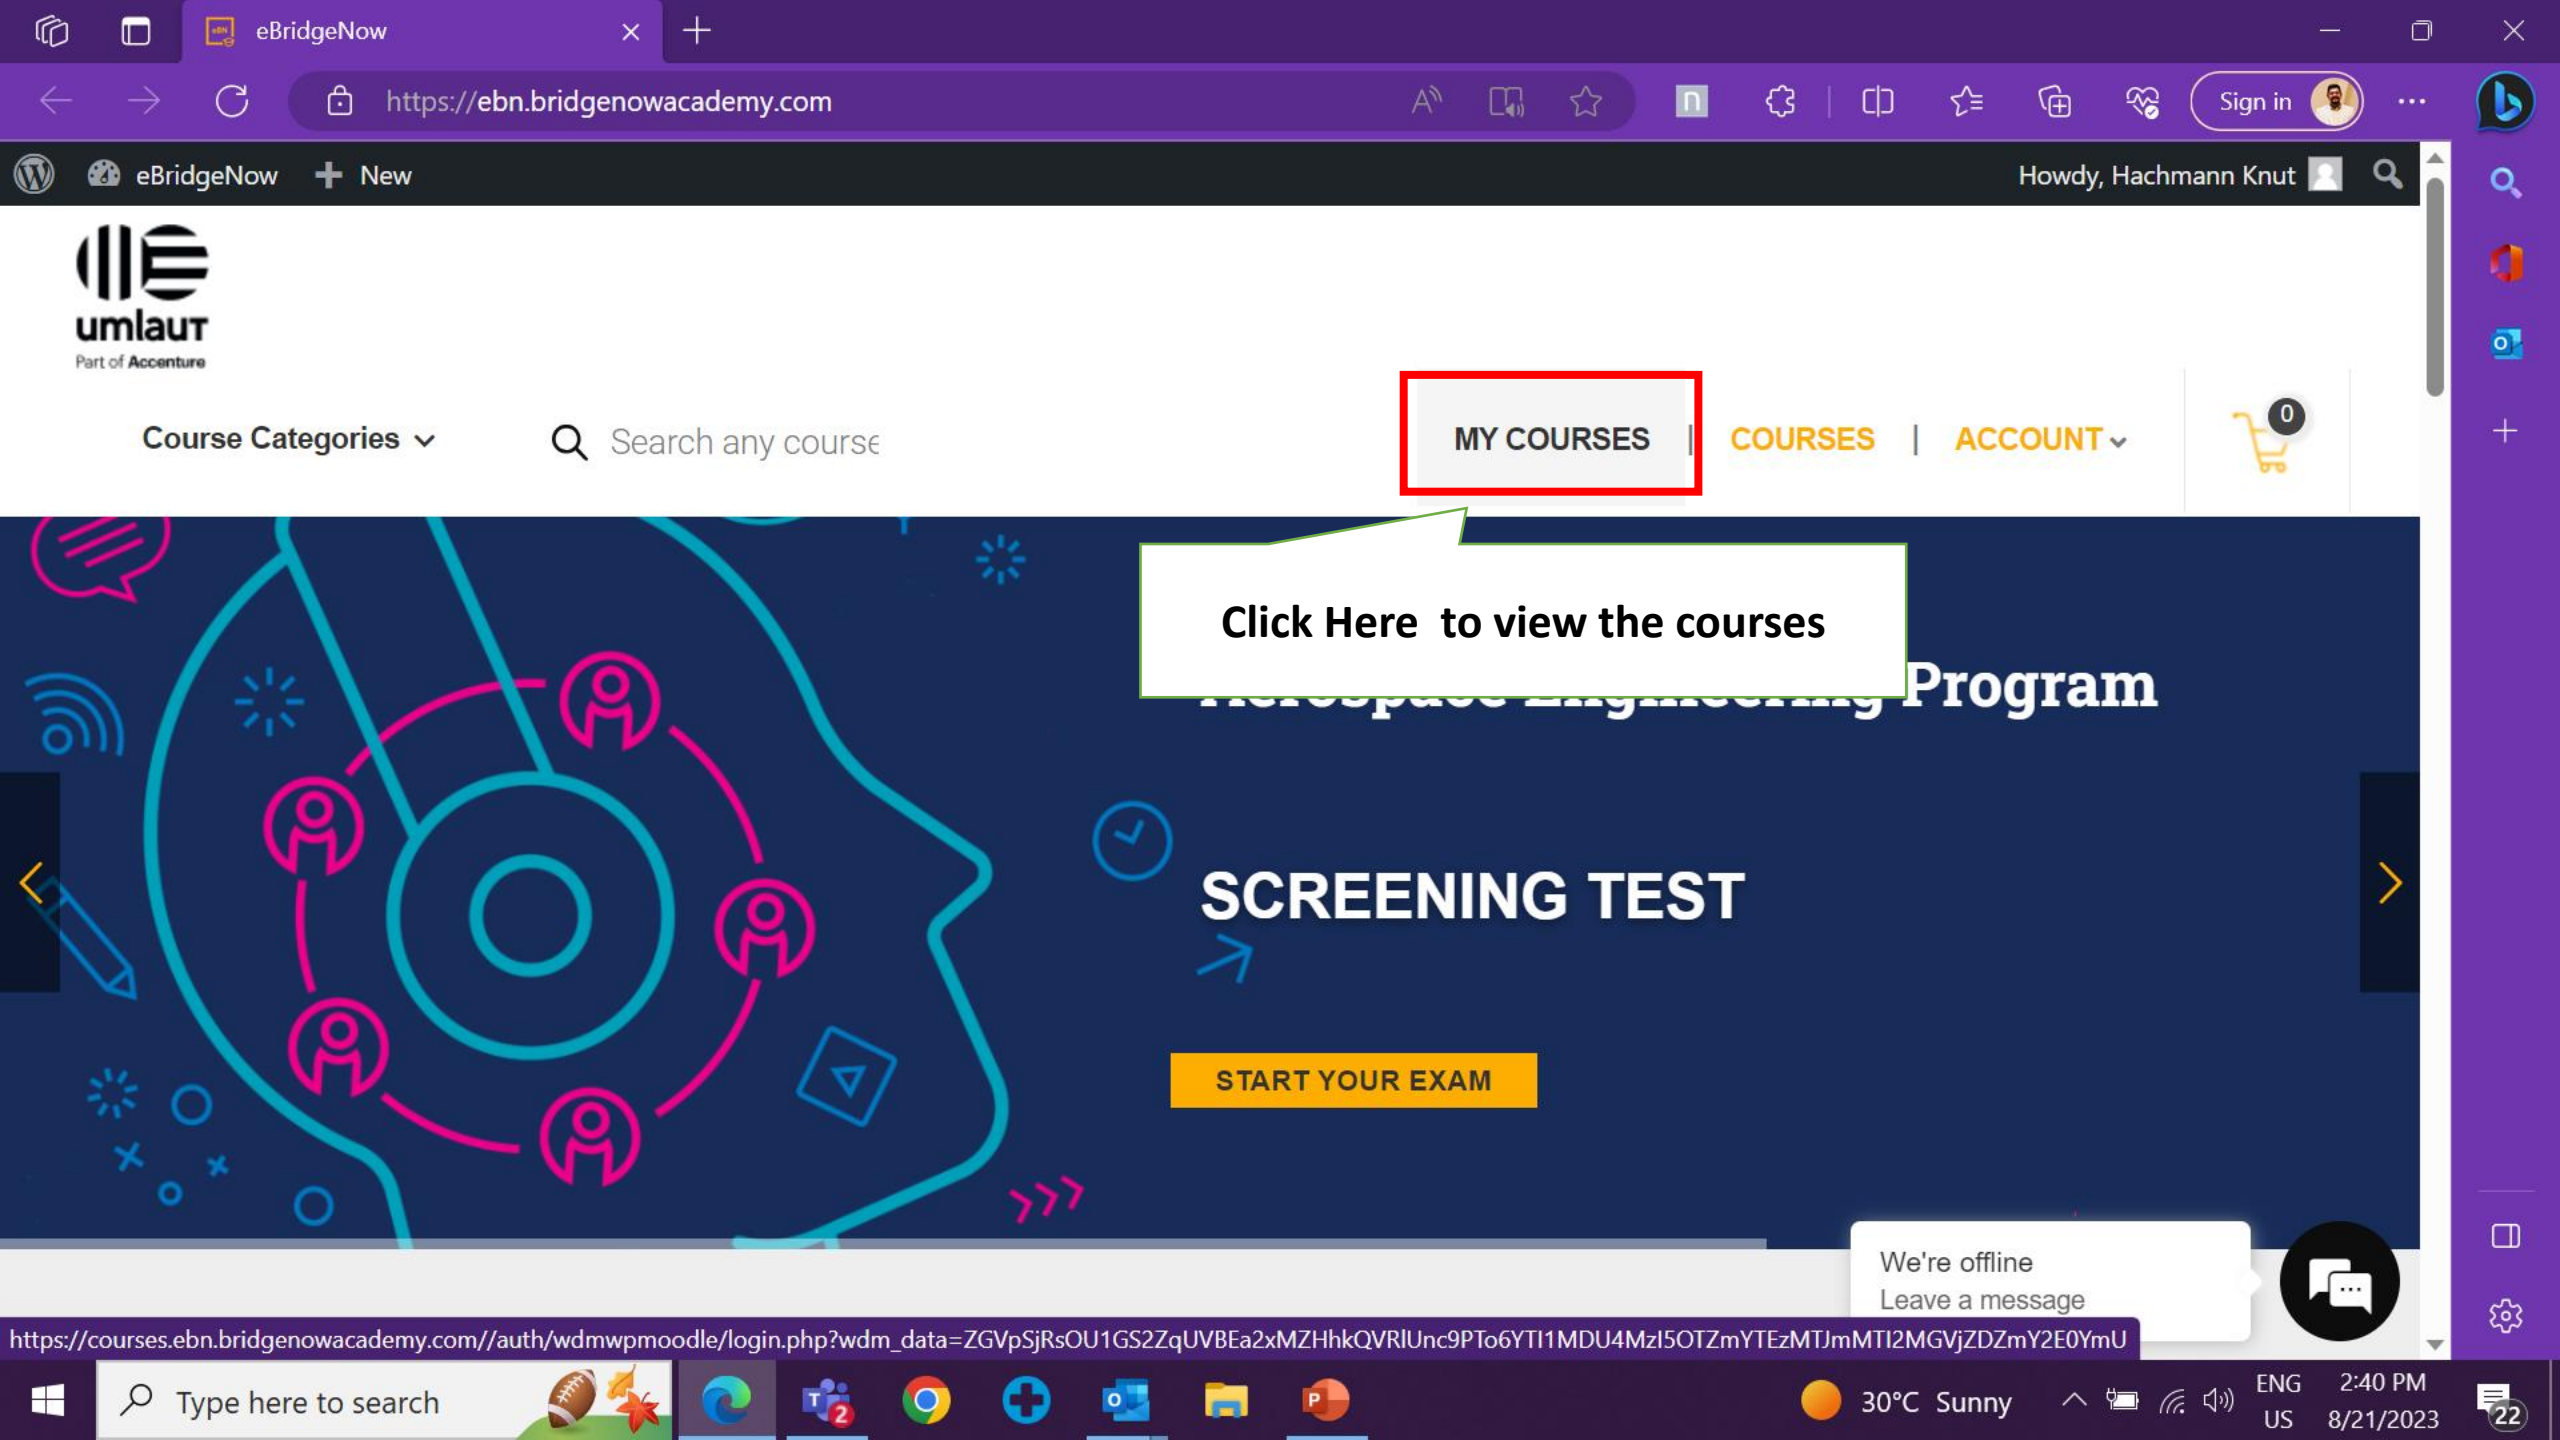 eBridgeNow
https://ebn.bridgenowacademy.com
Sign in
eBridgeNow
New
Howdy, Hachmann Knut
umlaut
Part of Accenture
Course Categories
Search any course
MY COURSES | COURSES | ACCOUNT
0
Click Here to view the courses
Aerospace Engineering Program
SCREENING TEST
START YOUR EXAM
We're offline
Leave a message
https://courses.ebn.bridgenowacademy.com//auth/wdmwpmoodle/login.php?wdm_data=ZGVpSjRsOU1GS2ZqUVBEa2xMZHhkQVRlUnc9PTo6YTI1MDU4MzI5OTZmYTEzMTJmMTI2MGVjZDZmY2E0YmU
Type here to search
2
30°C Sunny
ENG
US
2:40 PM
8/21/2023
22